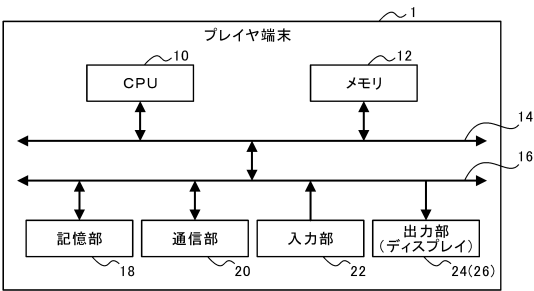 1
プレイヤ端末
10
12
CPU
メモリ
14
16
記憶部
通信部
入力部
出力部
(ディスプレイ)
18
20
22
24(26)